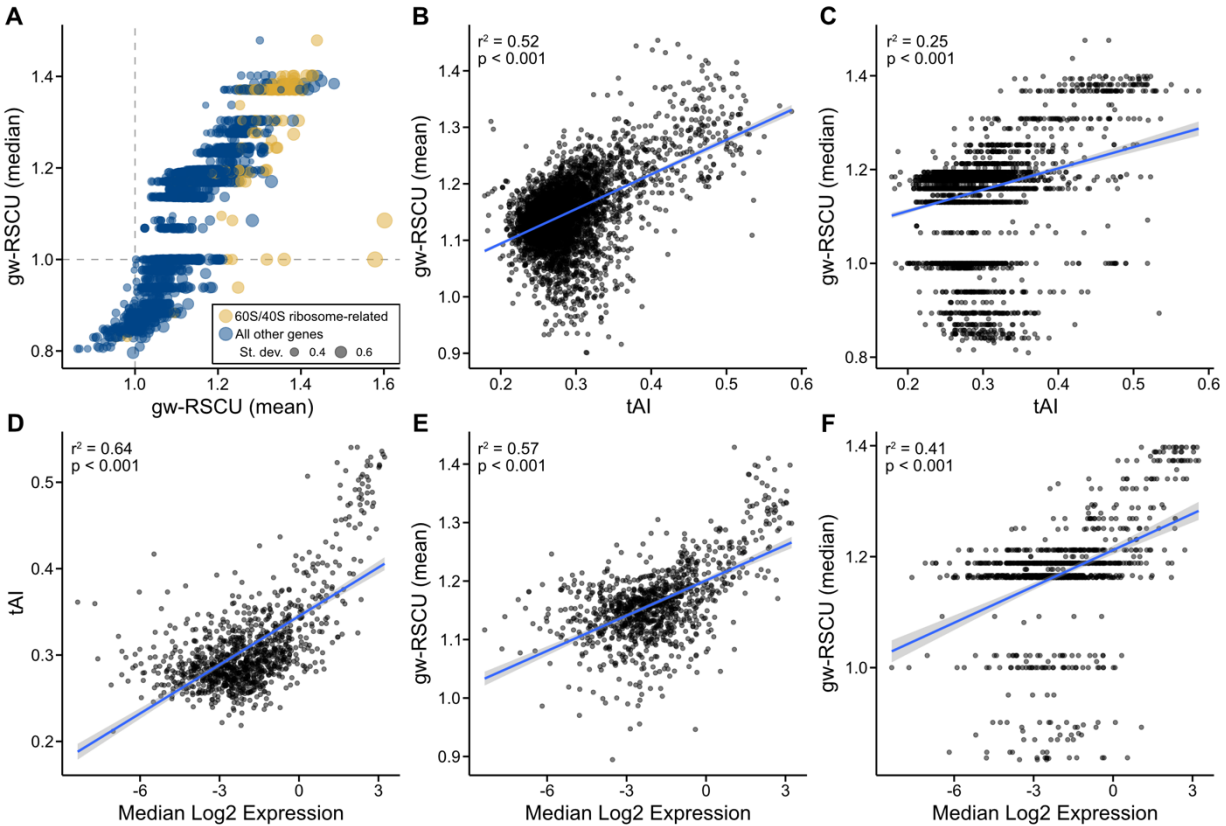 A
gw-RSCU (median)
1.4
1.2
1.0
0.8
60S/40S ribosome-related
All other genes
St. dev. 0.4 0.6
1.0 1.1 1.2 1.3 1.4 1.5 1.6
gw-RSCU (mean)
B
r² = 0.52
p < 0.001
gw-RSCU (mean)
1.4
1.3
1.2
1.1
1.0
0.9
0.2 0.3 0.4 0.5 0.6
tAI
C
r² = 0.25
p < 0.001
gw-RSCU (median)
1.4
1.2
1.0
0.8
0.2 0.3 0.4 0.5 0.6
tAI
D
r² = 0.64
p < 0.001
tAI
0.5
0.4
0.3
0.2
-6 -3 0 3
Median Log2 Expression
E
r² = 0.57
p < 0.001
gw-RSCU (mean)
1.4
1.3
1.2
1.1
1.0
0.9
-6 -3 0 3
Median Log2 Expression
F
r² = 0.41
p < 0.001
gw-RSCU (median)
1.4
1.2
1.0
-6 -3 0 3
Median Log2 Expression